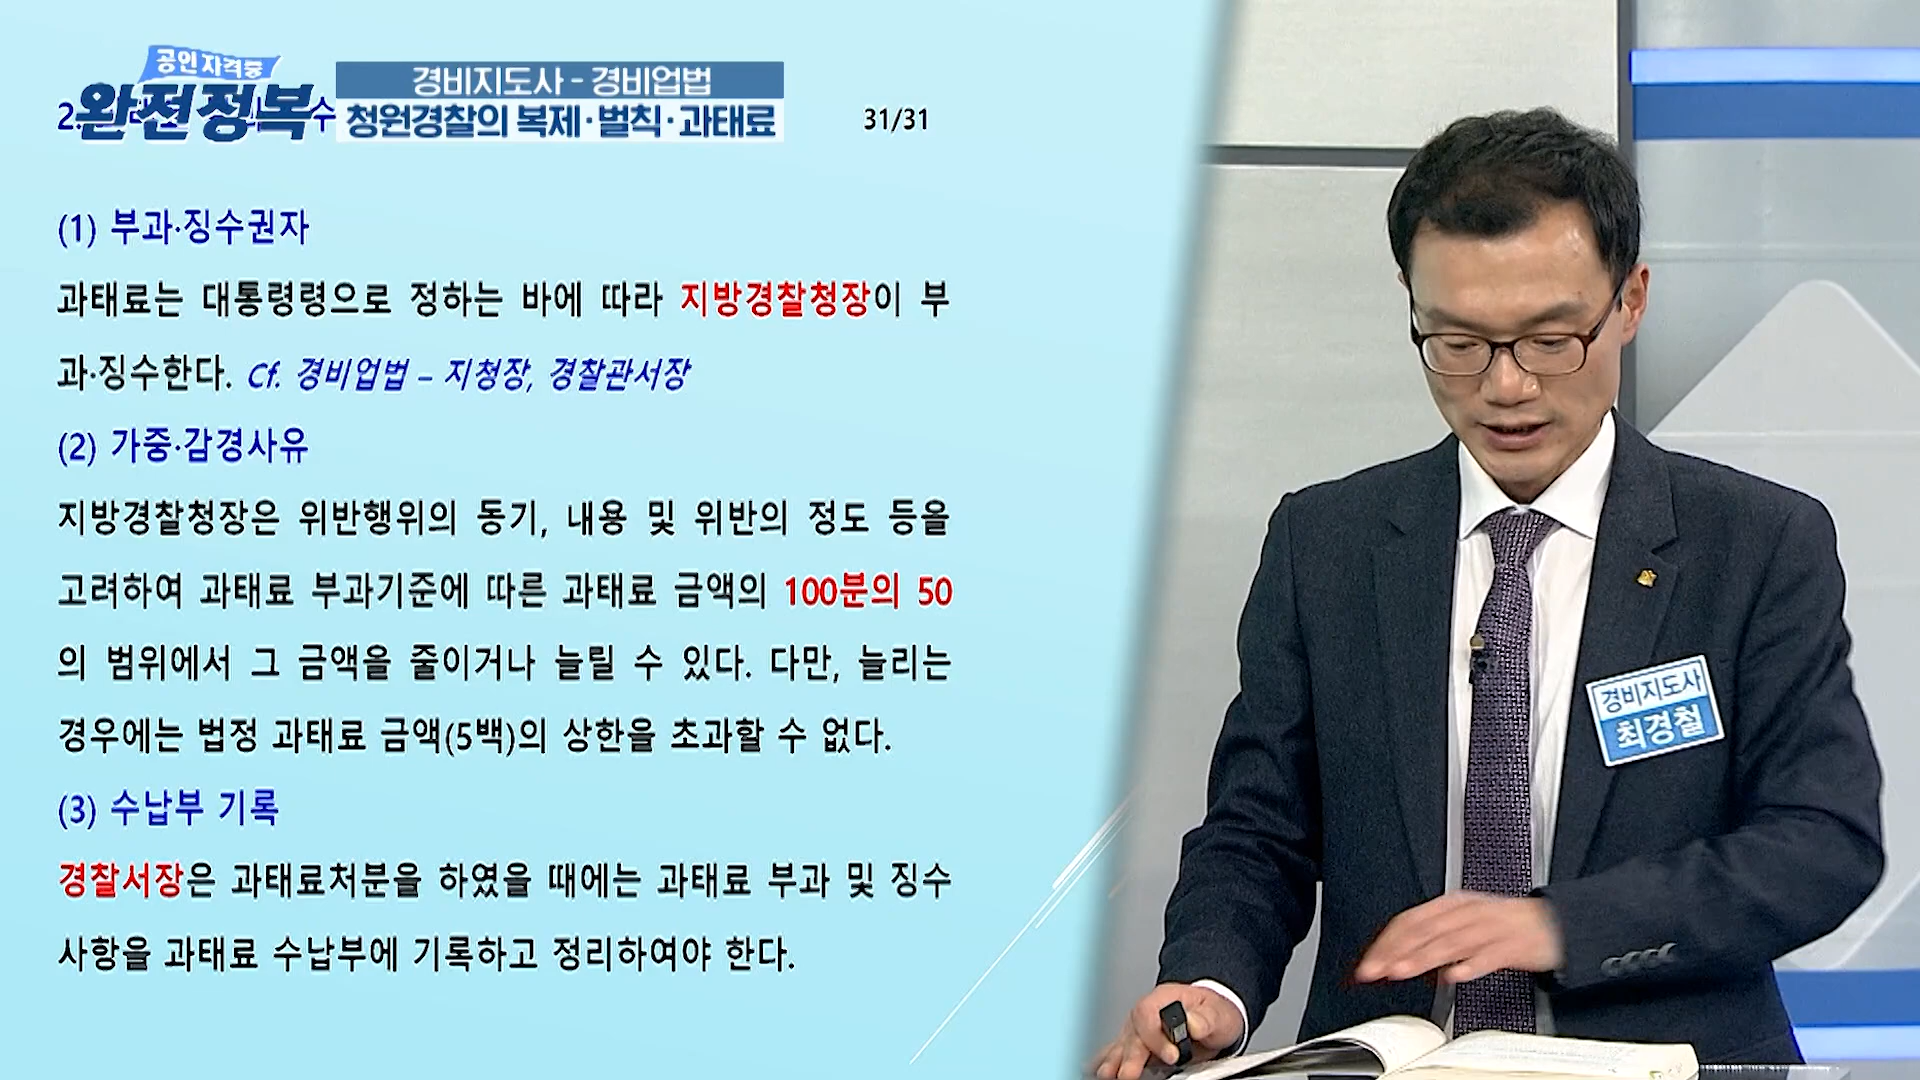 공인자격증
완전정복
경비지도사 - 경비업법
청원경찰의 복제·벌칙·과태료
2.
수
31/31
(1) 부과·징수권자
과태료는 대통령령으로 정하는 바에 따라 지방경찰청장이 부
과·징수한다. Cf. 경비업법 – 지청장, 경찰관서장
(2) 가중·감경사유
지방경찰청장은 위반행위의 동기, 내용 및 위반의 정도 등을
고려하여 과태료 부과기준에 따른 과태료 금액의 100분의 50
의 범위에서 그 금액을 줄이거나 늘릴 수 있다. 다만, 늘리는
경우에는 법정 과태료 금액(5백)의 상한을 초과할 수 없다.
(3) 수납부 기록
경찰서장은 과태료처분을 하였을 때에는 과태료 부과 및 징수
사항을 과태료 수납부에 기록하고 정리하여야 한다.
경비지도사
최경철